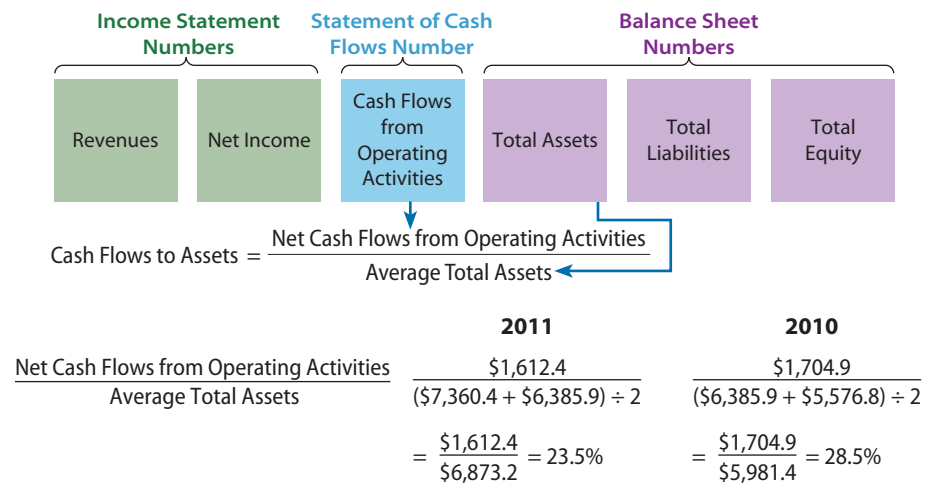 Income Statement Numbers
Statement of Cash Flows Number
Balance Sheet Numbers
Revenues
Net Income
Cash Flows from Operating Activities
Total Assets
Total Liabilities
Total Equity
Cash Flows to Assets = Net Cash Flows from Operating Activities
Average Total Assets
2011 2010
Net Cash Flows from Operating Activities $1,612.4 $1,704.9
Average Total Assets ($7,360.4 + $6,385.9) ÷ 2 ($6,385.9 + $5,576.8) ÷ 2
= $1,612.4 = 23.5% = $1,704.9 = 28.5%
$6,873.2 $5,981.4